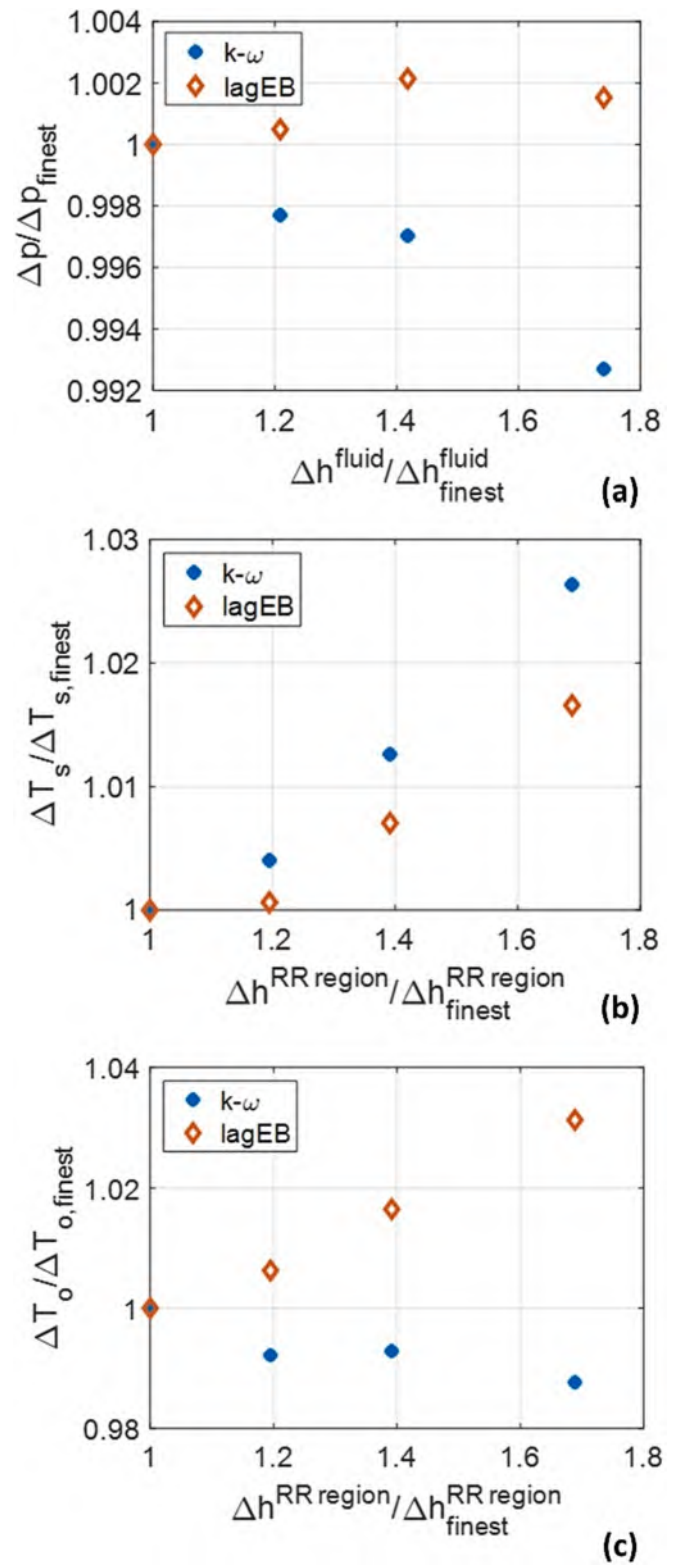 1.004
k-ω
lagEB
1.002
1
0.998
0.996
0.994
0.992
Δp/Δp_finest
1 1.2 1.4 1.6 1.8
Δh^fluid/Δh^fluid_finest
(a)
1.03
k-ω
lagEB
1.02
1.01
1
ΔT_s/ΔT_s,finest
1 1.2 1.4 1.6 1.8
Δh^RR region/Δh^RR region_finest
(b)
1.04
k-ω
lagEB
1.02
1
0.98
ΔT_o/ΔT_o,finest
1 1.2 1.4 1.6 1.8
Δh^RR region/Δh^RR region_finest
(c)